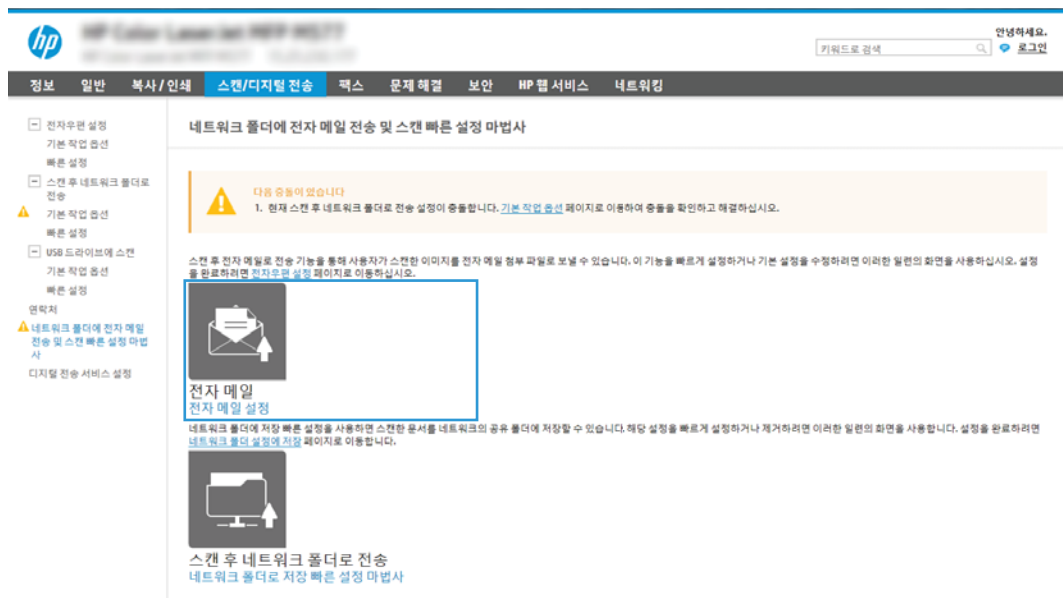 hp
안녕하세요.
키워드로 검색
로그인
정보 일반 복사 / 인쇄 스캔/디지털 전송 팩스 문제 해결 보안 HP 웹 서비스 네트워킹
전자우편 설정
기본 작업 옵션
빠른 설정
스캔 후 네트워크 폴더로
전송
기본 작업 옵션
빠른 설정
USB 드라이브에 스캔
기본 작업 옵션
빠른 설정
연락처
네트워크 폴더에 전자 메일
전송 및 스캔 빠른 설정 마법
사
디지털 전송 서비스 설정
네트워크 폴더에 전자 메일 전송 및 스캔 빠른 설정 마법사
다음 충돌이 있습니다
1. 현재 스캔 후 네트워크 폴더로 전송 설정이 충돌합니다. 기본 작업 옵션 페이지로 이동하여 충돌을 확인하고 해결하십시오.
스캔 후 전자 메일로 전송 기능을 통해 사용자가 스캔한 이미지를 전자 메일 첨부 파일로 보낼 수 있습니다. 이 기능을 빠르게 설정하거나 기본 설정을 수정하려면 이러한 일련의 화면을 사용하십시오. 설정
을 완료하려면 전자우편 설정 페이지로 이동하십시오.
전자 메일
전자 메일 설정
네트워크 폴더에 저장 빠른 설정을 사용하면 스캔한 문서를 네트워크의 공유 폴더에 저장할 수 있습니다. 해당 설정을 빠르게 설정하거나 제거하려면 이러한 일련의 화면을 사용합니다. 설정을 완료하려면
네트워크 폴더 설정에 저장 페이지로 이동합니다.
스캔 후 네트워크 폴더로 전송
네트워크 폴더로 저장 빠른 설정 마법사